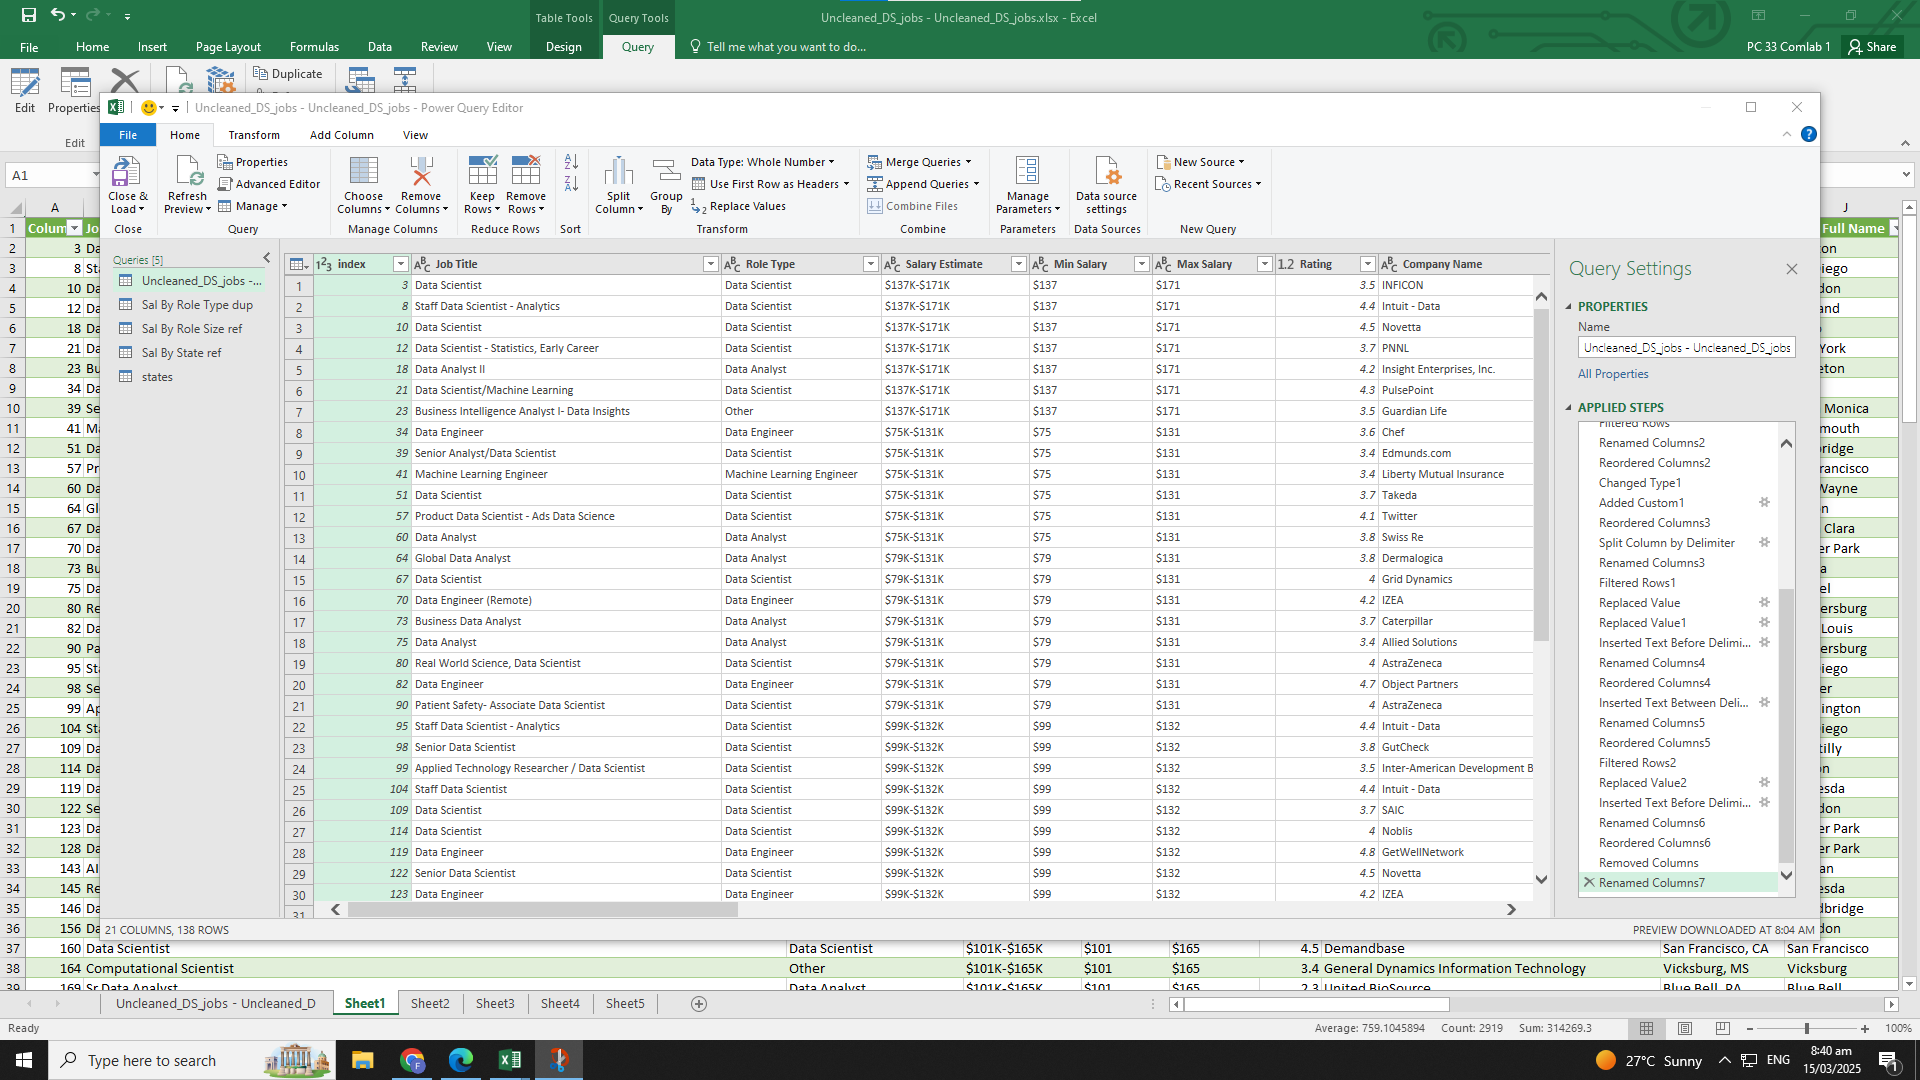 Table Tools Query Tools Uncleaned_DS_jobs - Uncleaned_DS_jobs.xlsx - Excel
File Home Insert Page Layout Formulas Data Review View Design Query Tell me what you want to do... PC 33 Comlab 1 Share
Duplicate
Edit Properties
Edit
Uncleaned_DS_jobs - Uncleaned_DS_jobs - Power Query Editor
File Home Transform Add Column View
Close & Load Refresh Preview Properties Advanced Editor Manage Choose Columns Remove Columns Keep Rows Remove Rows Split Column Group By Data Type: Whole Number Use First Row as Headers Replace Values Merge Queries Append Queries Combine Files Manage Parameters Data source settings New Source Recent Sources
Close Query Manage Columns Reduce Rows Sort Transform Combine Parameters Data Sources New Query
A1
A J
Colum Jo Full Name
Queries [5]
Uncleaned_DS_jobs -...
Sal By Role Type dup
Sal By Role Size ref
Sal By State ref
states
index Job Title Role Type Salary Estimate Min Salary Max Salary 1.2 Rating Company Name
1 3 Data Scientist Data Scientist $137K-$171K $137 $171 3.5 INFICON
2 8 Staff Data Scientist - Analytics Data Scientist $137K-$171K $137 $171 4.4 Intuit - Data
3 10 Data Scientist Data Scientist $137K-$171K $137 $171 4.5 Novetta
4 12 Data Scientist - Statistics, Early Career Data Scientist $137K-$171K $137 $171 3.7 PNNL
5 18 Data Analyst II Data Analyst $137K-$171K $137 $171 4.2 Insight Enterprises, Inc.
6 21 Data Scientist/Machine Learning Data Scientist $137K-$171K $137 $171 4.3 PulsePoint
7 23 Business Intelligence Analyst I- Data Insights Other $137K-$171K $137 $171 3.5 Guardian Life
8 34 Data Engineer Data Engineer $75K-$131K $75 $131 3.6 Chef
9 39 Senior Analyst/Data Scientist Data Scientist $75K-$131K $75 $131 3.4 Edmunds.com
10 41 Machine Learning Engineer Machine Learning Engineer $75K-$131K $75 $131 3.4 Liberty Mutual Insurance
11 51 Data Scientist Data Scientist $75K-$131K $75 $131 3.7 Takeda
12 57 Product Data Scientist - Ads Data Science Data Scientist $75K-$131K $75 $131 4.1 Twitter
13 60 Data Analyst Data Analyst $75K-$131K $75 $131 3.8 Swiss Re
14 64 Global Data Analyst Data Analyst $79K-$131K $79 $131 3.8 Dermalogica
15 67 Data Scientist Data Scientist $79K-$131K $79 $131 4 Grid Dynamics
16 70 Data Engineer (Remote) Data Engineer $79K-$131K $79 $131 4.2 IZEA
17 73 Business Data Analyst Data Analyst $79K-$131K $79 $131 3.7 Caterpillar
18 75 Data Analyst Data Analyst $79K-$131K $79 $131 3.4 Allied Solutions
19 80 Real World Science, Data Scientist Data Scientist $79K-$131K $79 $131 4 AstraZeneca
20 82 Data Engineer Data Engineer $79K-$131K $79 $131 4.7 Object Partners
21 90 Patient Safety- Associate Data Scientist Data Scientist $79K-$131K $79 $131 4 AstraZeneca
22 95 Staff Data Scientist - Analytics Data Scientist $99K-$132K $99 $132 4.4 Intuit - Data
23 98 Senior Data Scientist Data Scientist $99K-$132K $99 $132 3.8 GutCheck
24 99 Applied Technology Researcher / Data Scientist Data Scientist $99K-$132K $99 $132 3.5 Inter-American Development B
25 104 Staff Data Scientist Data Scientist $99K-$132K $99 $132 4.4 Intuit - Data
26 109 Data Scientist Data Scientist $99K-$132K $99 $132 3.7 SAIC
27 114 Data Scientist Data Scientist $99K-$132K $99 $132 4 Noblis
28 119 Data Engineer Data Engineer $99K-$132K $99 $132 4.8 GetWellNetwork
29 122 Senior Data Scientist Data Scientist $99K-$132K $99 $132 4.5 Novetta
30 123 Data Engineer Data Engineer $99K-$132K $99 $132 4.2 IZEA
31
Query Settings
PROPERTIES
Name
Uncleaned_DS_jobs - Uncleaned_DS_jobs
All Properties
APPLIED STEPS
Filtered Rows
Renamed Columns2
Reordered Columns2
Changed Type1
Added Custom1
Reordered Columns3
Split Column by Delimiter
Renamed Columns3
Filtered Rows1
Replaced Value
Replaced Value1
Inserted Text Before Delimi...
Renamed Columns4
Reordered Columns4
Inserted Text Between Deli...
Renamed Columns5
Reordered Columns5
Filtered Rows2
Replaced Value2
Inserted Text Before Delimi...
Renamed Columns6
Reordered Columns6
Removed Columns
Renamed Columns7
21 COLUMNS, 138 ROWS PREVIEW DOWNLOADED AT 8:04 AM
37 160 Data Scientist Data Scientist $101K-$165K $101 $165 4.5 Demandbase San Francisco, CA San Francisco
38 164 Computational Scientist Other $101K-$165K $101 $165 3.4 General Dynamics Information Technology Vicksburg, MS Vicksburg
39 169 Sr Data Analyst Data Analyst $101K-$165K $101 $165 2.3 United BioSource Blue Bell, PA Blue Bell
Uncleaned_DS_jobs - Uncleaned_D Sheet1 Sheet2 Sheet3 Sheet4 Sheet5
Ready Average: 759.1045894 Count: 2919 Sum: 314269.3 100%
Type here to search 27°C Sunny ENG 8:40 am
15/03/2025